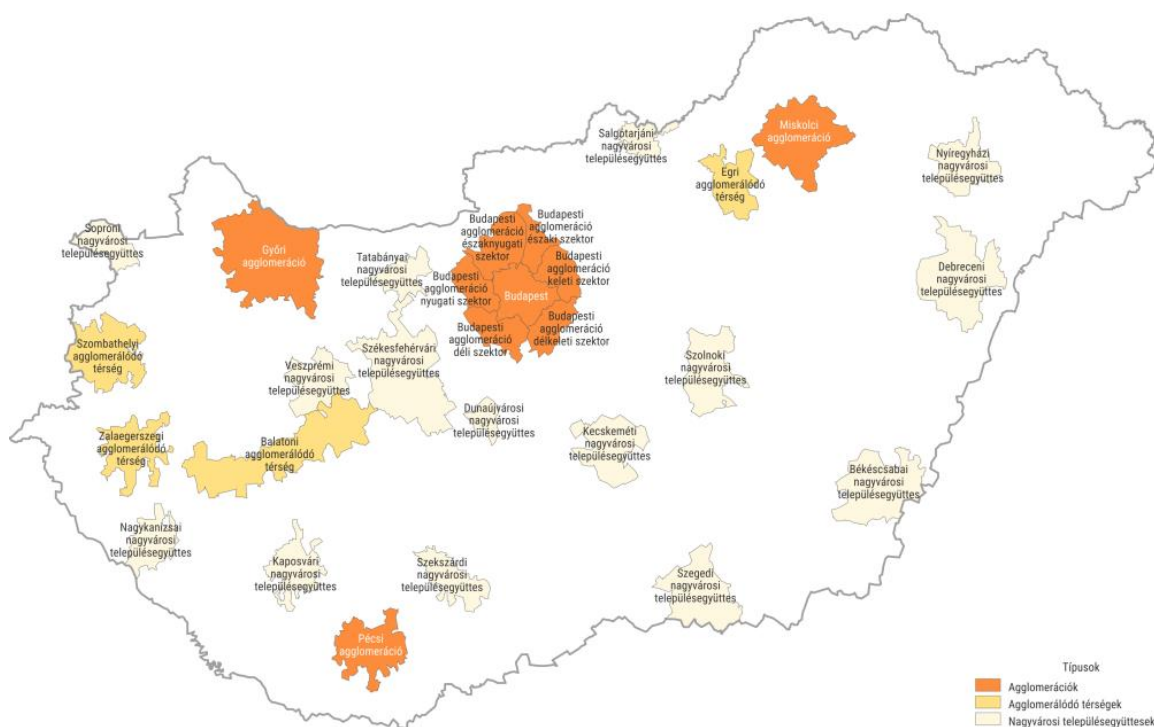 Salgótarjáni
nagyvárosi
településegyüttes
Miskolci
agglomeráció
Nyíregyházi
nagyvárosi
településegyüttes
Egri
agglomerálódó
térség
Soproni
nagyvárosi
településegyüttes
Győri
agglomeráció
Tatabányai
nagyvárosi
településegyüttes
Budapesti
agglomeráció
északnyugati
szektor
Budapesti
agglomeráció
északi szektor
Budapesti
agglomeráció
keleti szektor
Budapesti
agglomeráció
nyugati szektor
Budapest
Budapesti
agglomeráció
déli szektor
Budapesti
agglomeráció
délkeleti szektor
Debreceni
nagyvárosi
településegyüttes
Szombathelyi
agglomerálódó
térség
Veszprémi
nagyvárosi
településegyüttes
Székesfehérvári
nagyvárosi
településegyüttes
Szolnoki
nagyvárosi
településegyüttes
Dunaújvárosi
nagyvárosi
településegyüttes
Zalaegerszegi
agglomerálódó
térség
Balatoni
agglomerálódó
térség
Kecskeméti
nagyvárosi
településegyüttes
Békéscsabai
nagyvárosi
településegyüttes
Nagykanizsai
nagyvárosi
településegyüttes
Kaposvári
nagyvárosi
településegyüttes
Szekszárdi
nagyvárosi
településegyüttes
Szegedi
nagyvárosi
településegyüttes
Pécsi
agglomeráció
Típusok
Agglomerációk
Agglomerálódó térségek
Nagyvárosi településegyüttesek